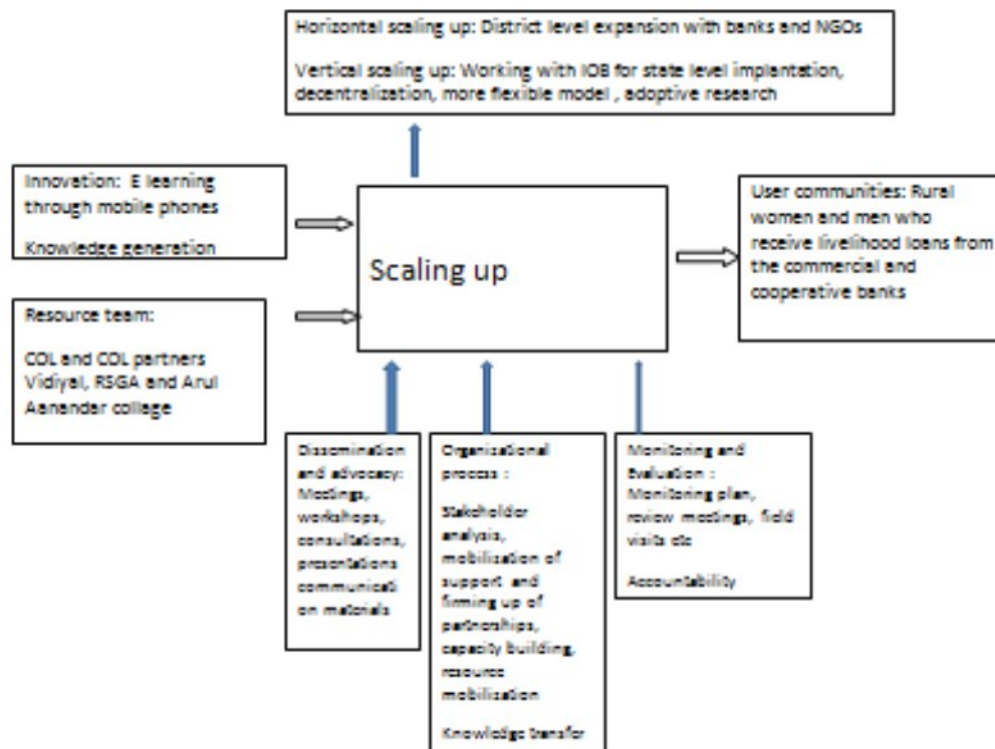 Horizontal scaling up: District level expansion with banks and NGOs
Vertical scaling up: Working with IOB for state level implantation,
decentralization, more flexible model , adoptive research
Innovation: E learning
through mobile phones
Knowledge generation
Resource team:
COL and COL partners
Vidiyal, RSGA and Arul
Aanandar collage
Scaling up
User communities: Rural
women and men who
receive livelihood loans from
the commercial and
cooperative banks
Dissemination
and advocacy:
Meetings,
workshops,
consultations,
presentations
communicati
on materials
Organizational
process :
Stakeholder
analysis,
mobilization of
support and
firming up of
partnerships,
capacity building,
resource
mobilization
Knowledge transfer
Monitoring and
Evaluation :
Monitoring plan,
review meetings, field
visits etc
Accountability